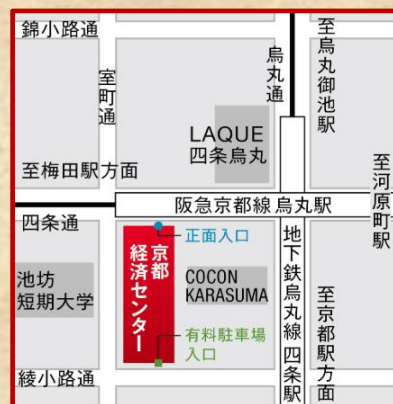 錦小路通
室町通
烏丸通
至烏丸御池駅
LAQUE
四条烏丸
至梅田駅方面
至河原町駅
阪急京都線 烏丸駅
四条通
正面入口
京都
経済センター
池坊
短期大学
COCON
KARASUMA
地下鉄烏丸線 四条駅
至京都駅方面
有料駐車場
入口
綾小路通